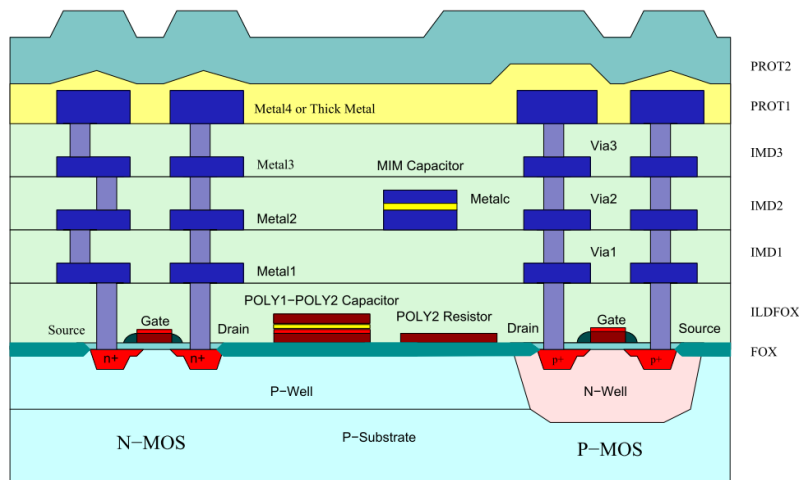 PROT2
Metal4 or Thick Metal
PROT1
Via3
IMD3
Metal3
MIM Capacitor
Metalc
Via2
IMD2
Metal2
Via1
IMD1
Metal1
POLY1−POLY2 Capacitor
ILDFOX
Source
Gate
Drain
POLY2 Resistor
Drain
Gate
Source
FOX
n+
n+
p+
p+
P−Well
N−Well
P−Substrate
N−MOS
P−MOS